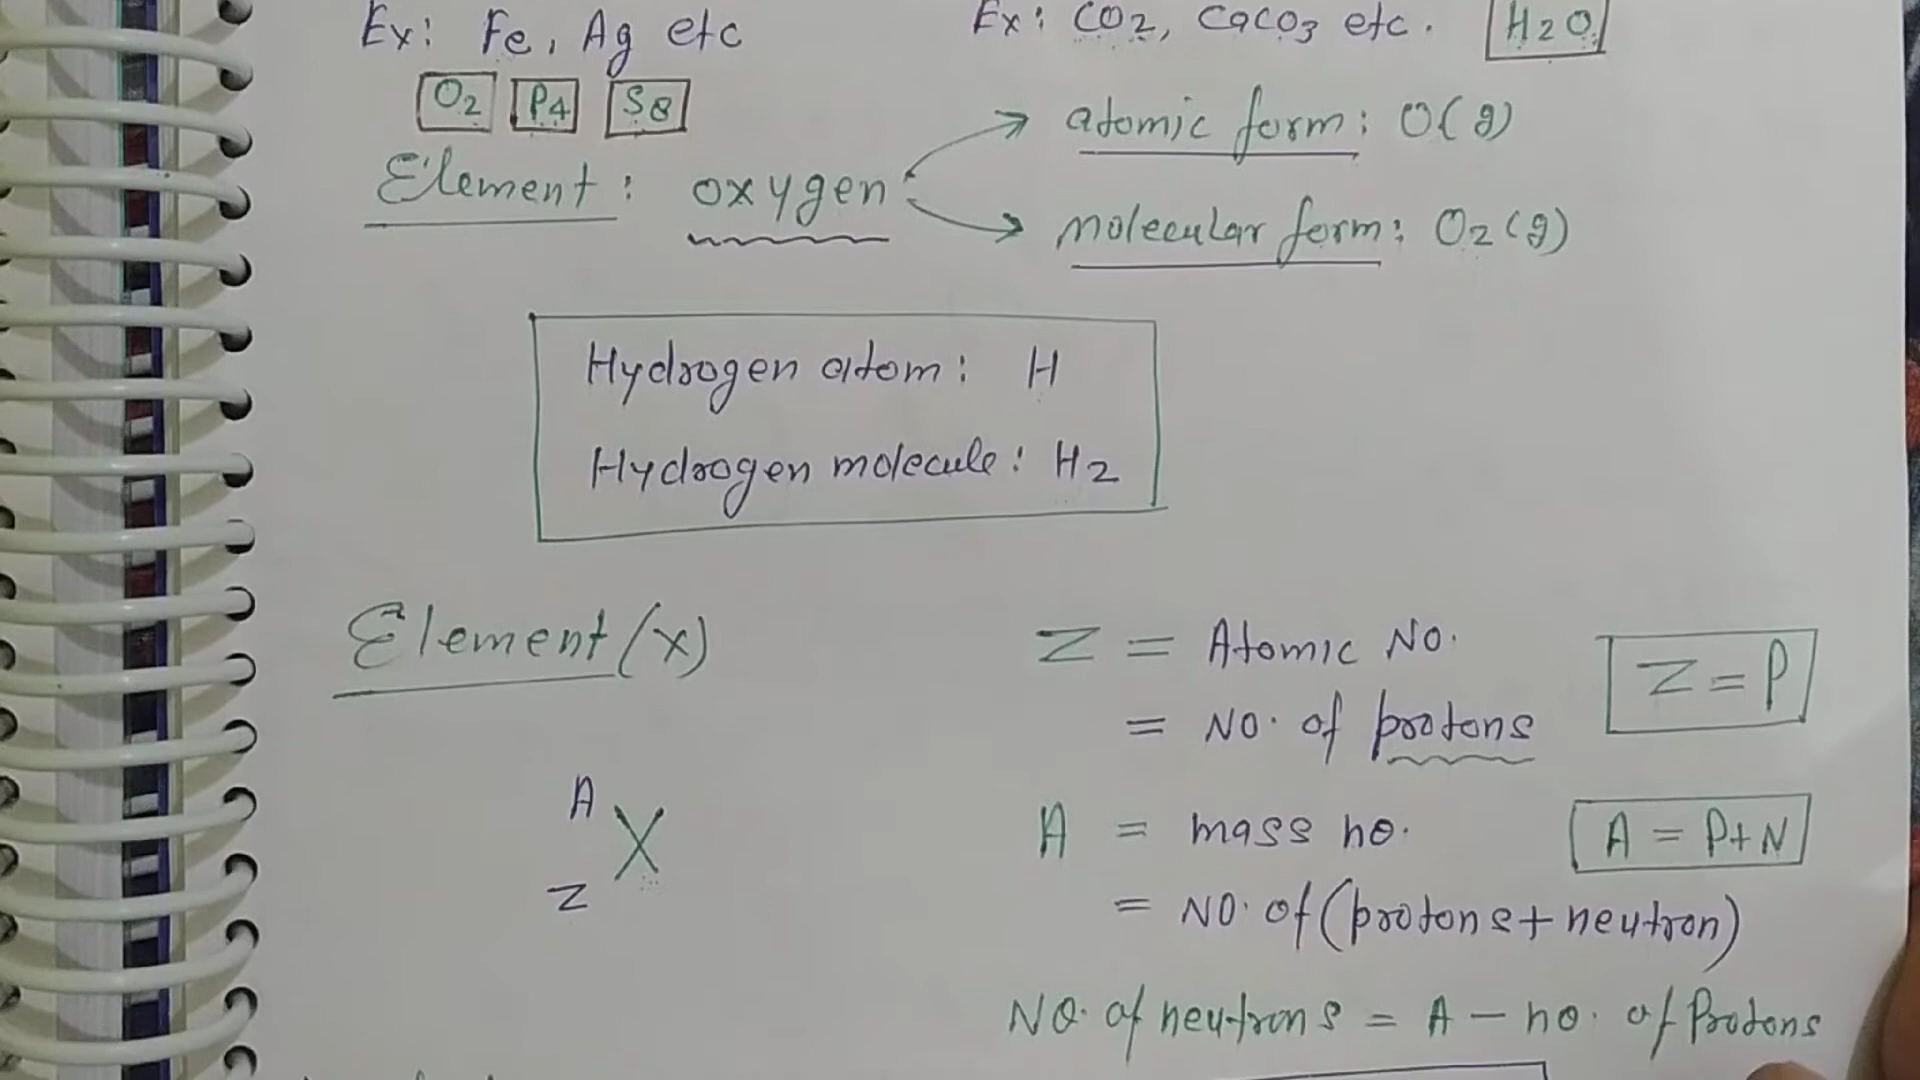 Ex: Fe, Ag etc
Ex: CO2, CaCO3 etc. H2O
O2 P4 S8
Element: oxygen
atomic form: O(g)
molecular form: O2(g)
Hydrogen atom: H
Hydrogen molecule: H2
Element (x)
A
X
Z
Z = Atomic No.
= No. of protons
Z = P
A = mass no.
A = P+N
= No. of (protons + neutron)
No. of neutrons = A - no. of Protons